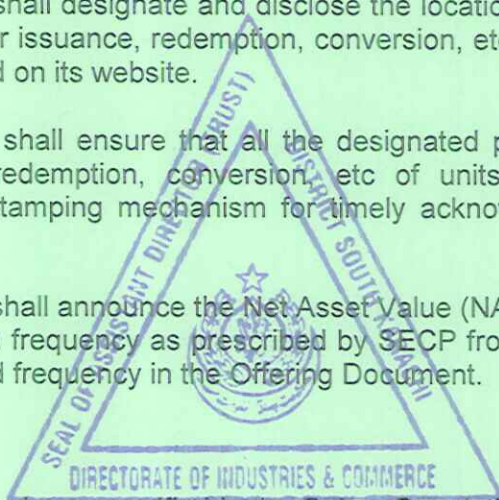 shall designate and disclose the locatio
r issuance, redemption, conversion, et
d on its website.
shall ensure that all the designated p
redemption, conversion, etc of units
tamping mechanism for timely acknov
shall announce the Net Asset Value (NA
frequency as prescribed by SECP fro
d frequency in the Offering Document.
SEAL OF ASSISTANT DIRECTOR (TRUST)
DISTRICT SOUTH KARACHI
DIRECTORATE OF INDUSTRIES & COMMERCE